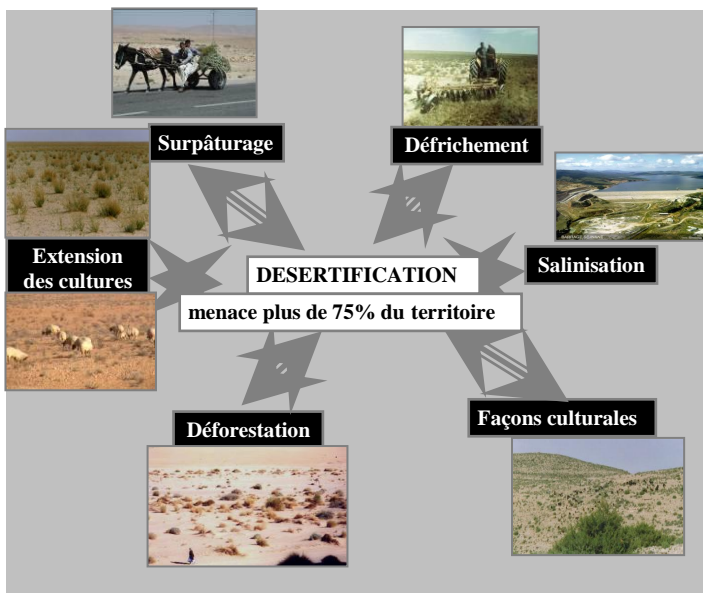 Surpâturage
Défrichement
Extension
des cultures
Salinisation
DESERTIFICATION
menace plus de 75% du territoire
Déforestation
Façons culturales